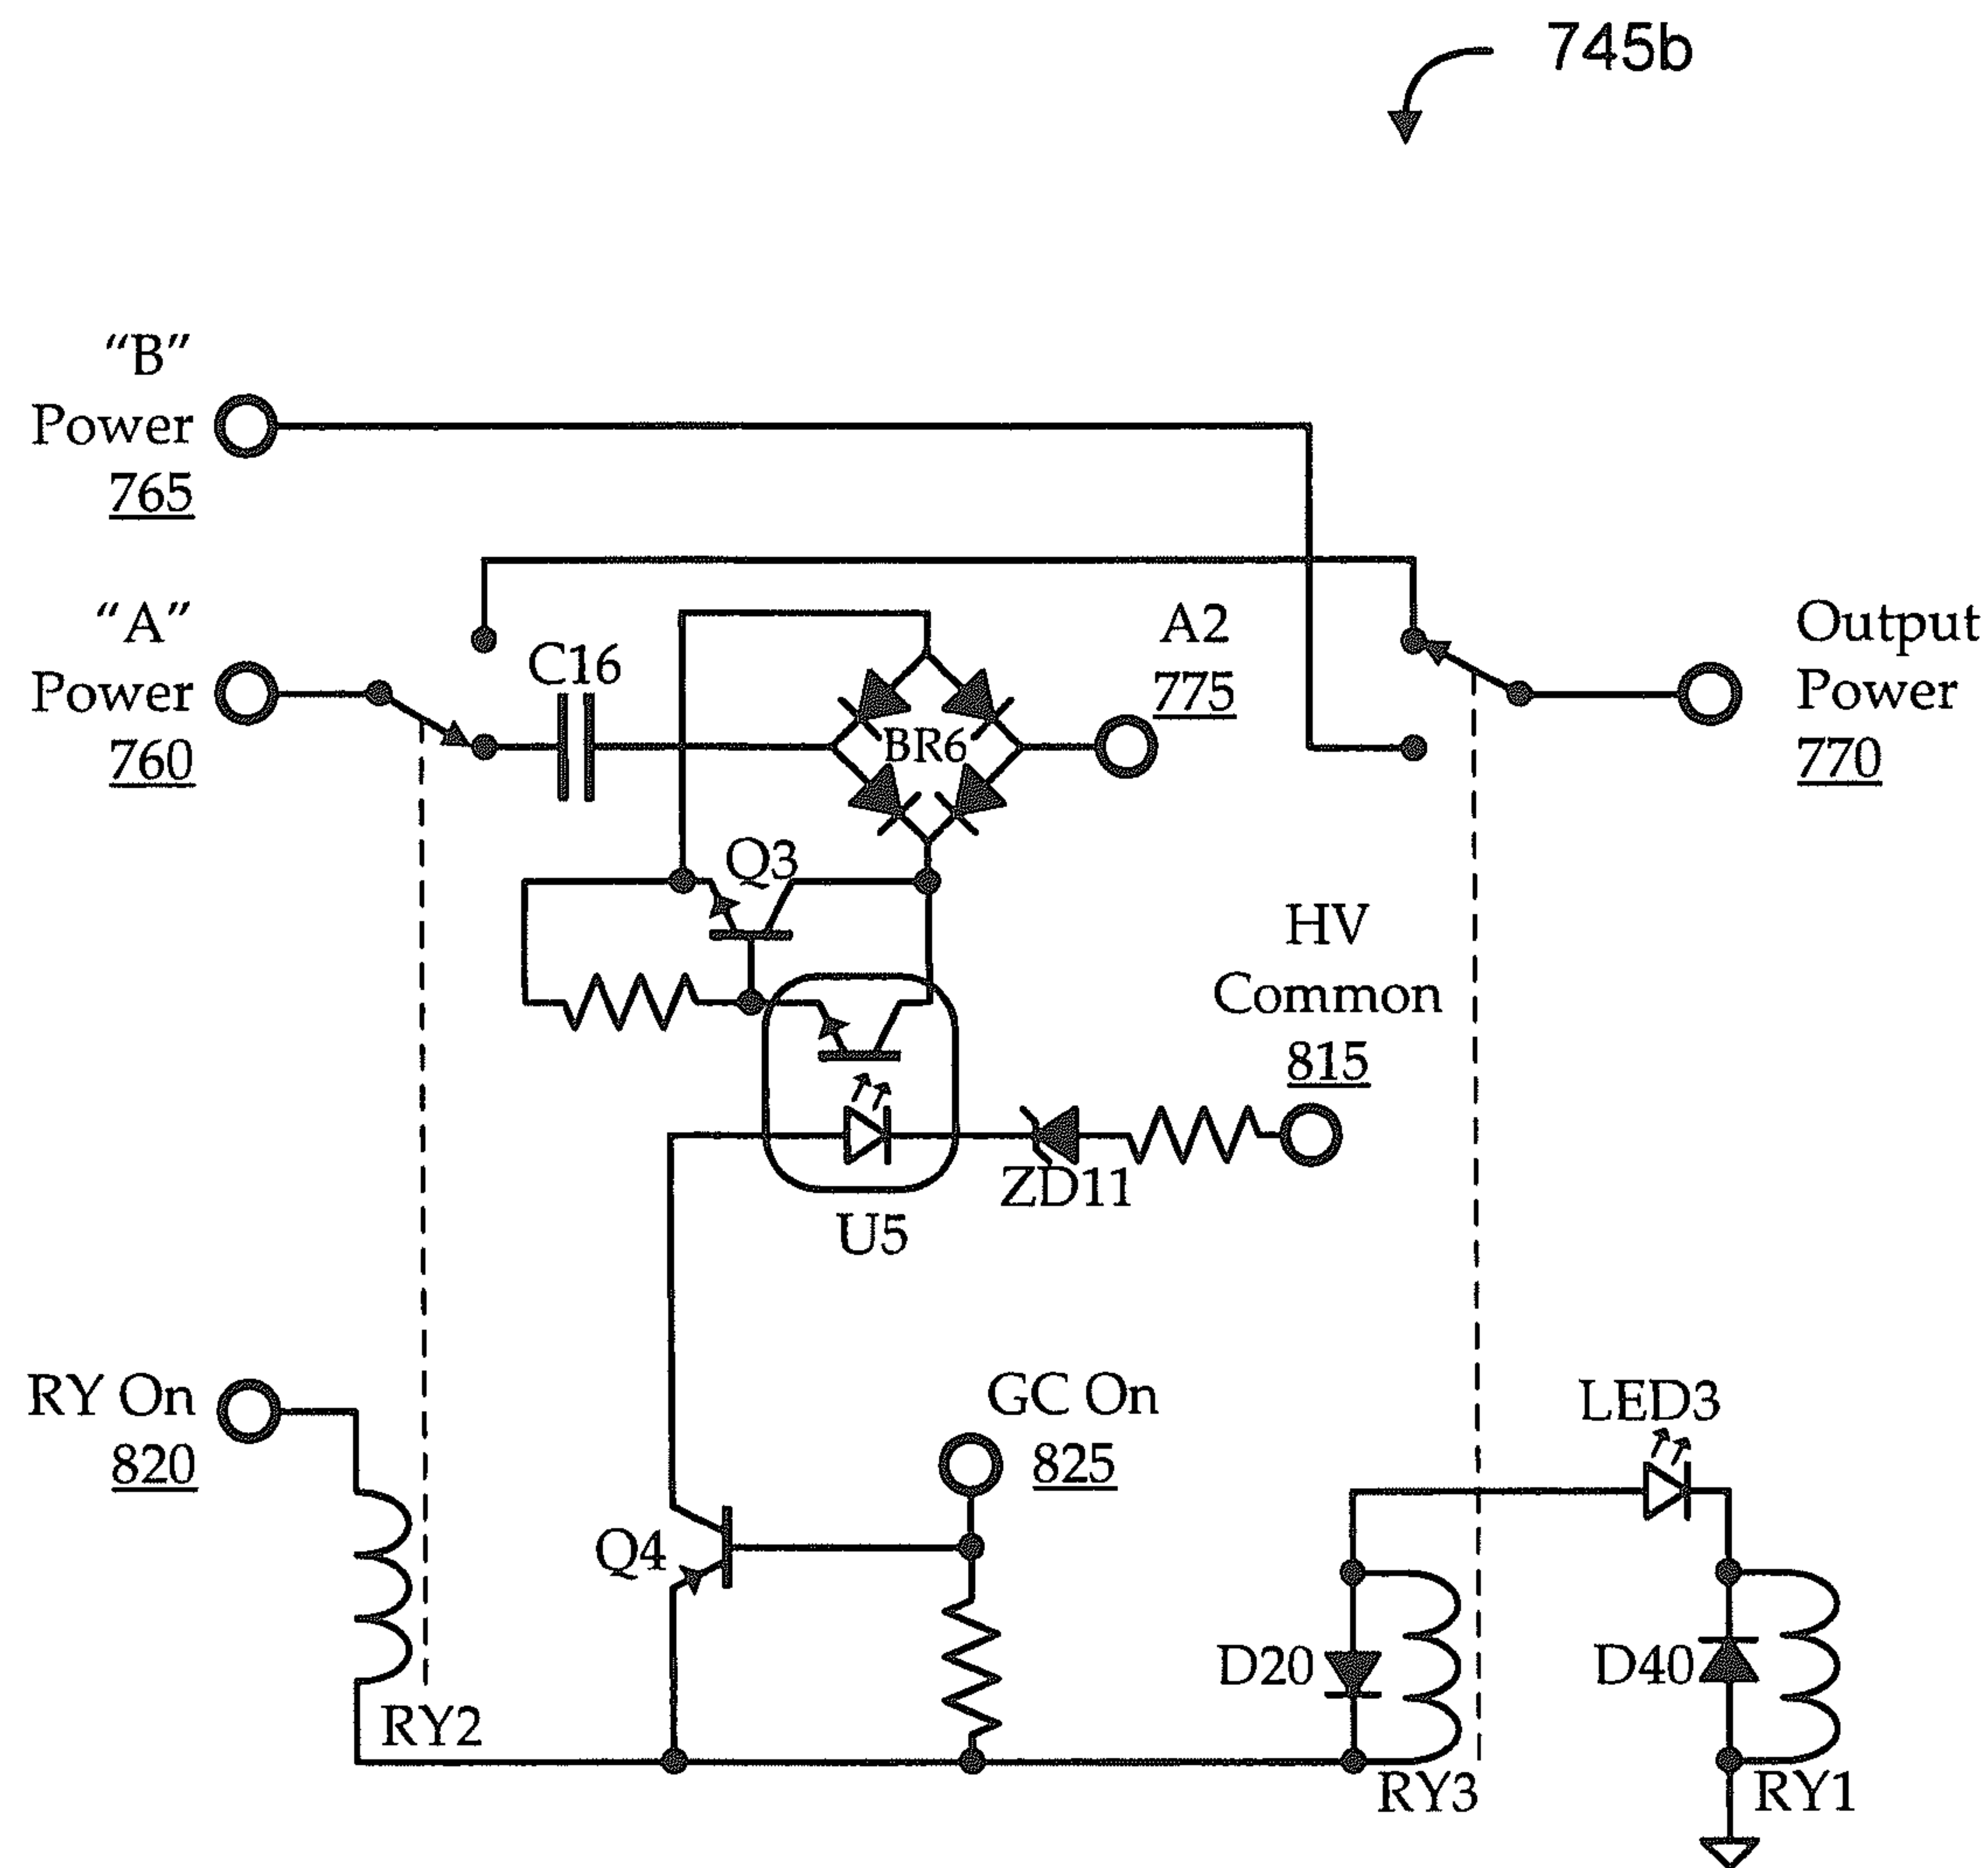 745b
“B”
Power
765
“A”
Power
760
C16
BR6
A2
775
Output
Power
770
Q3
HV
Common
815
ZD11
U5
RY On
820
GC On
825
LED3
Q4
D20
D40
RY2
RY3
RY1